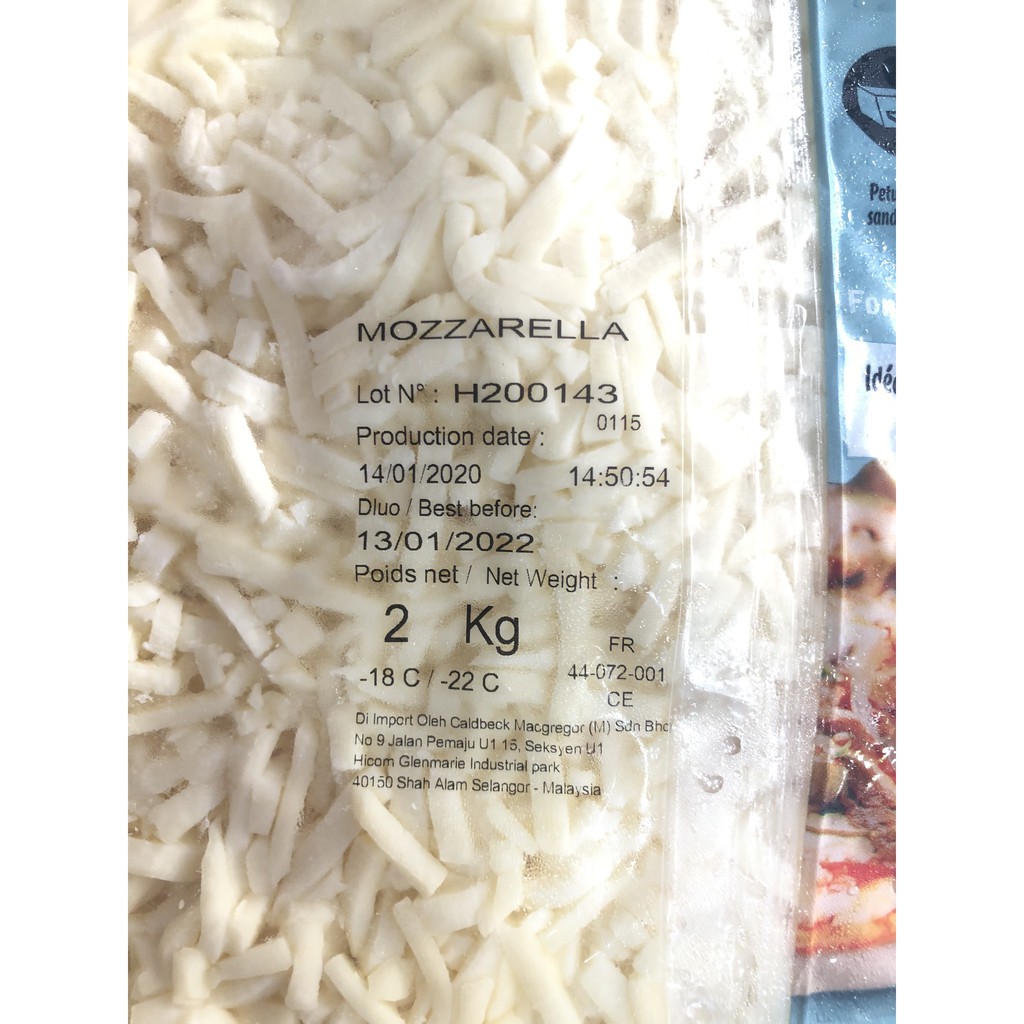 MOZZARELLA
Lot N° : H200143
0115
Production date :
14/01/2020 14:50:54
Dluo / Best before:
13/01/2022
Poids net / Net Weight :
2 Kg
FR
44-072-001
CE
-18 C / -22 C
Di Import Oleh Caldbeck Macgregor (M) Sdn Bhd
No 9 Jalan Pemaju U1 15, Seksyen U1
Hicom Glenmarie Industrial park
40150 Shah Alam Selangor - Malaysia